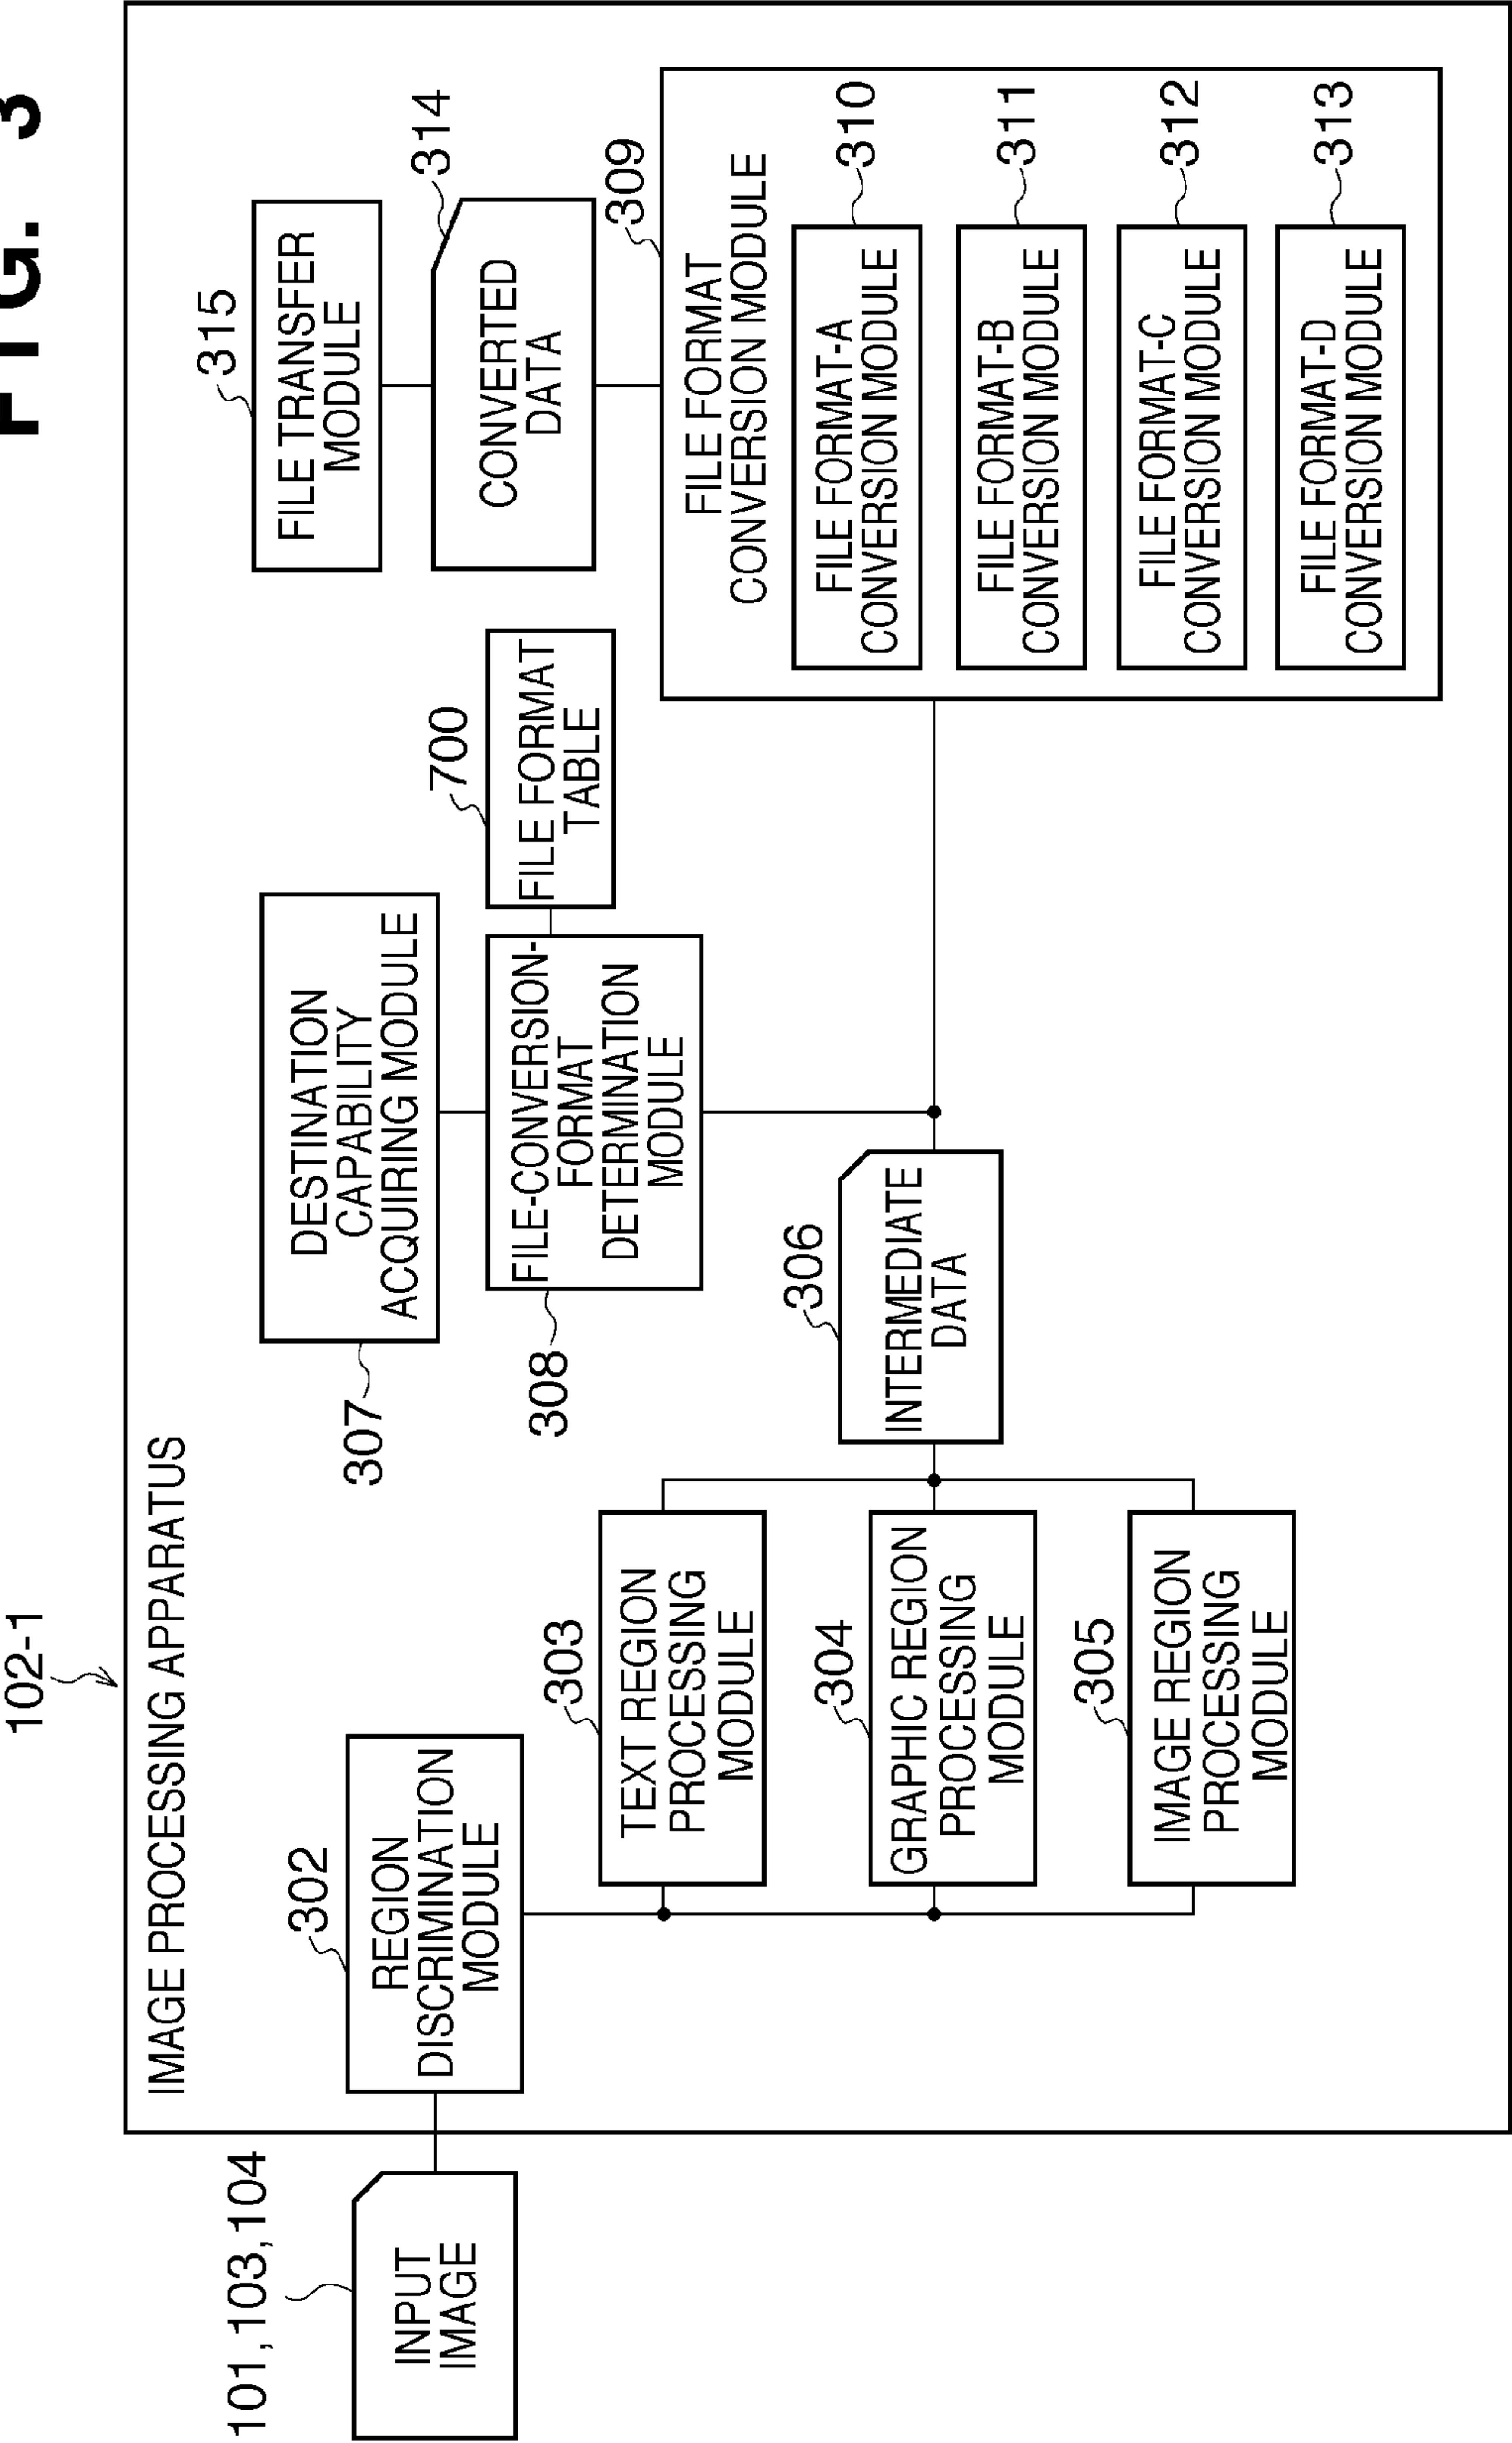 FIG. 3
102-1
IMAGE PROCESSING APPARATUS
101,103,104
INPUT
IMAGE
302
REGION
DISCRIMINATION
MODULE
303
TEXT REGION
PROCESSING
MODULE
304
GRAPHIC REGION
PROCESSING
MODULE
305
IMAGE REGION
PROCESSING
MODULE
306
INTERMEDIATE
DATA
307
DESTINATION
CAPABILITY
ACQUIRING MODULE
308
FILE-CONVERSION-
FORMAT
DETERMINATION
MODULE
700
FILE FORMAT
TABLE
315
FILE TRANSFER
MODULE
314
CONVERTED
DATA
309
FILE FORMAT
CONVERSION MODULE
FILE FORMAT-A
CONVERSION MODULE
310
FILE FORMAT-B
CONVERSION MODULE
311
FILE FORMAT-C
CONVERSION MODULE
312
FILE FORMAT-D
CONVERSION MODULE
313